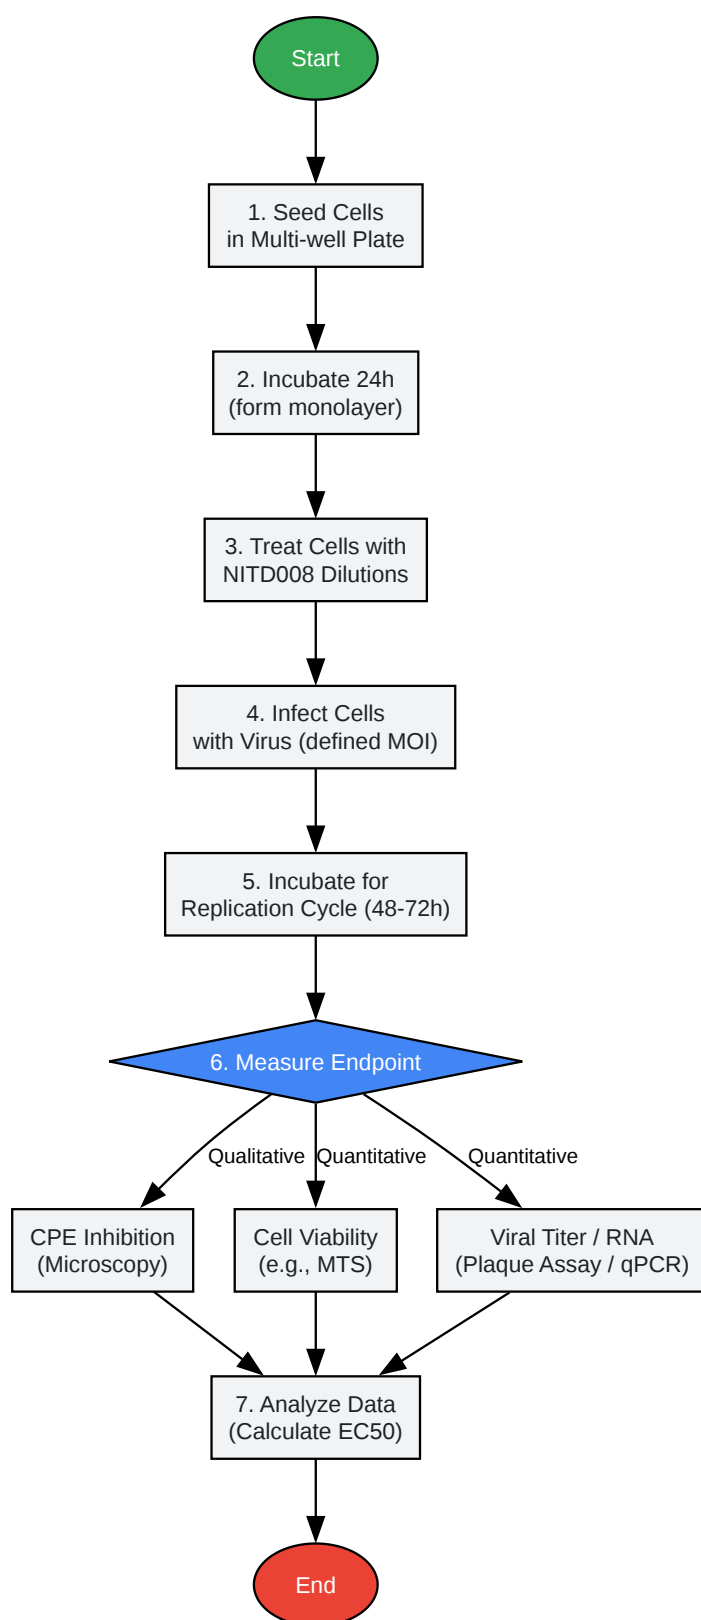 Start
1. Seed Cells
in Multi-well Plate
2. Incubate 24h
(form monolayer)
3. Treat Cells with
NITD008 Dilutions
4. Infect Cells
with Virus (defined MOI)
5. Incubate for
Replication Cycle (48-72h)
6. Measure Endpoint
Qualitative
Quantitative
Quantitative
CPE Inhibition
(Microscopy)
Cell Viability
(e.g., MTS)
Viral Titer / RNA
(Plaque Assay / qPCR)
7. Analyze Data
(Calculate EC50)
End